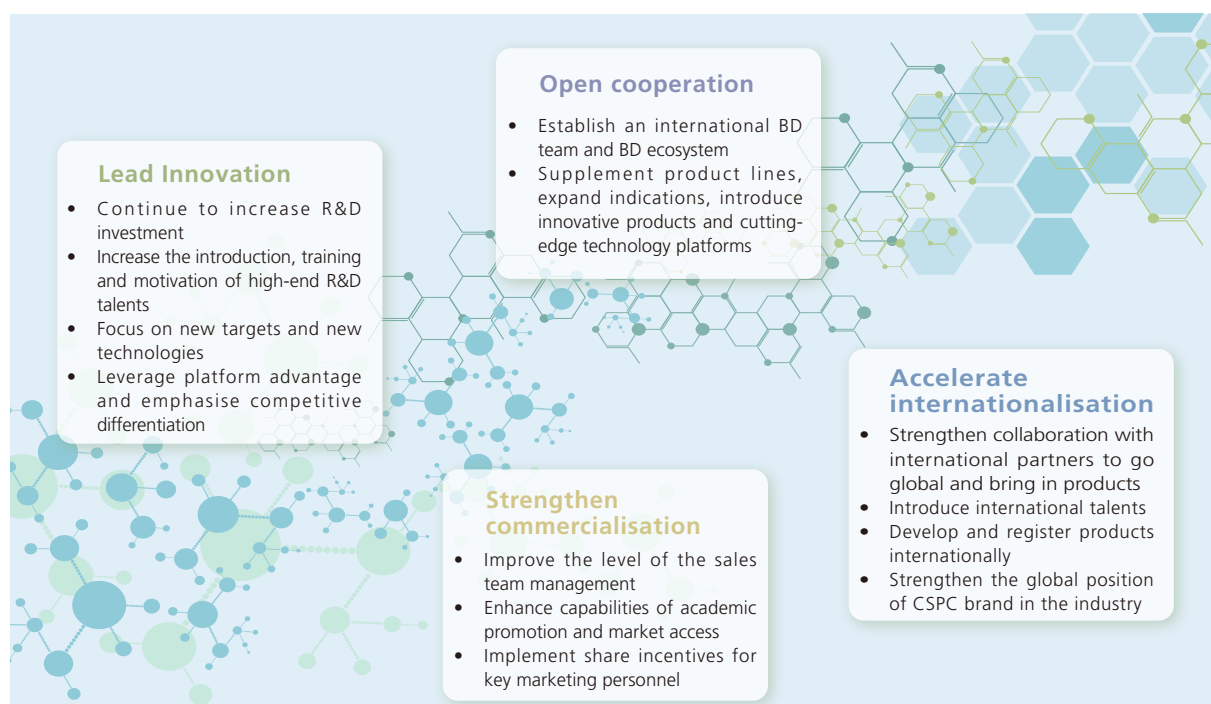 Open cooperation
• Establish an international BD
team and BD ecosystem
• Supplement product lines,
expand indications, introduce
innovative products and cutting-
edge technology platforms
Lead Innovation
• Continue to increase R&D
investment
• Increase the introduction, training
and motivation of high-end R&D
talents
• Focus on new targets and new
technologies
• Leverage platform advantage
and emphasise competitive
differentiation
Accelerate
internationalisation
• Strengthen collaboration with
international partners to go
global and bring in products
• Introduce international talents
• Develop and register products
internationally
• Strengthen the global position
of CSPC brand in the industry
Strengthen
commercialisation
• Improve the level of the sales
team management
• Enhance capabilities of academic
promotion and market access
• Implement share incentives for
key marketing personnel